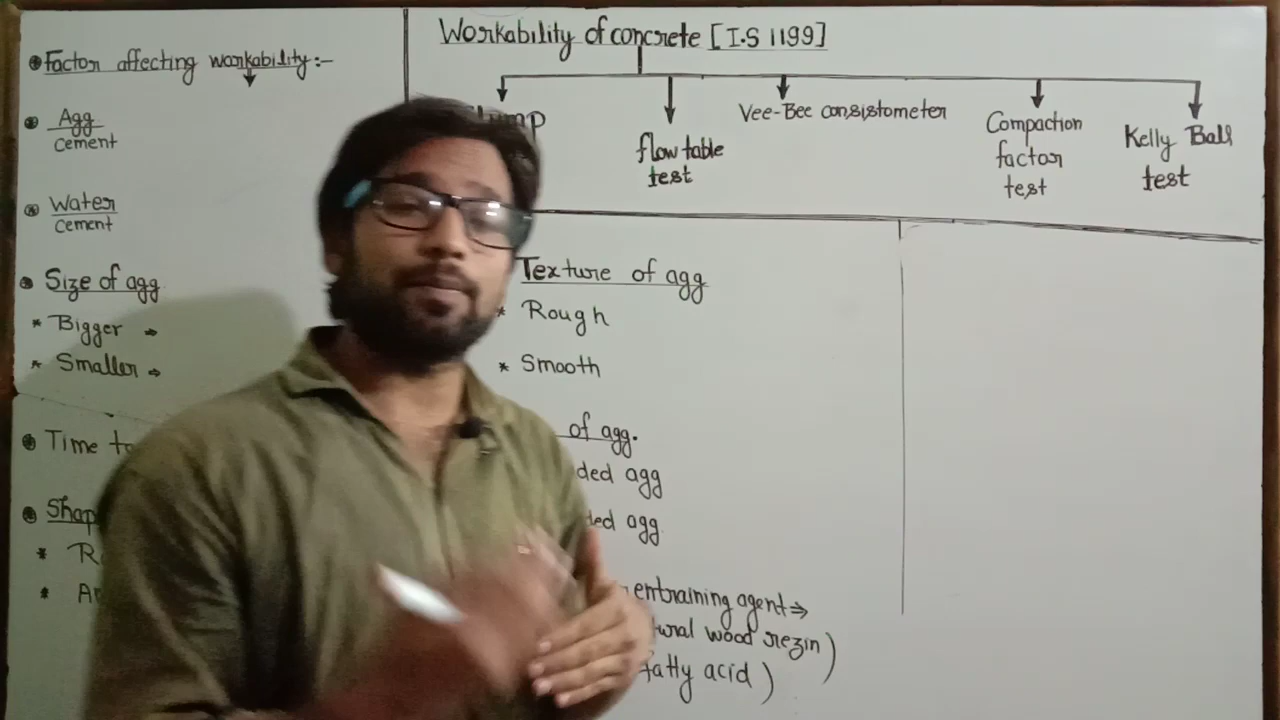 Workability of concrete [I.S 1199]
flow table
test
Vee-Bee consistometer
Compaction
factor
test
Kelly Ball
test
Factor affecting workability:-
Agg
cement
Water
cement
Size of agg
* Bigger ⇒
* Smaller ⇒
Time
* Texture of agg
* Rough
* Smooth
of agg.
agg
agg
entraining agent ⇒
wood rezin)
fatty acid)